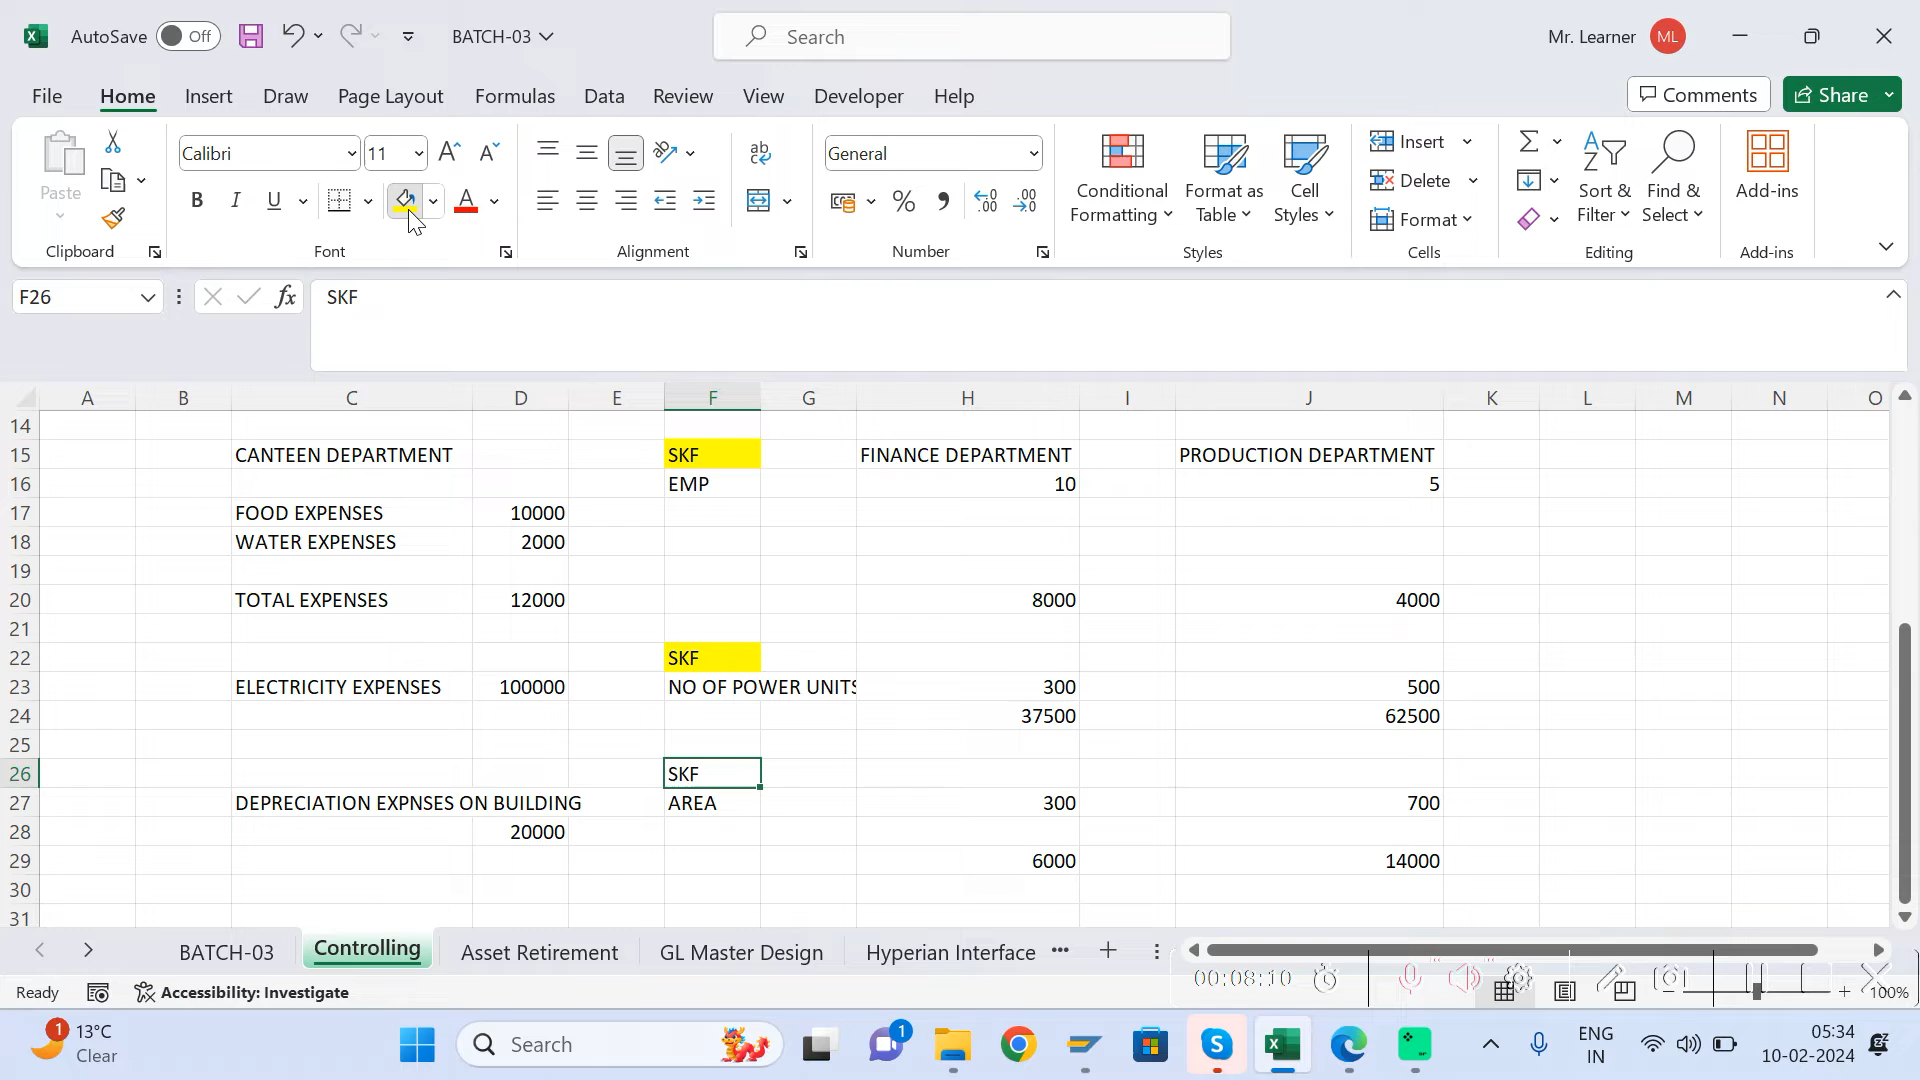 AutoSave Off BATCH-03 Search Mr. Learner ML
File Home Insert Draw Page Layout Formulas Data Review View Developer Help Comments Share
Paste Calibri 11 General Conditional Formatting Format as Table Cell Styles Insert Delete Format Sort & Filter Find & Select Add-ins
B I U ab % Σ
Clipboard Font Alignment Number Styles Cells Editing Add-ins
F26 fx SKF
A B C D E F G H I J K L M N O
14
15 CANTEEN DEPARTMENT SKF FINANCE DEPARTMENT PRODUCTION DEPARTMENT
16 EMP 10 5
17 FOOD EXPENSES 10000
18 WATER EXPENSES 2000
19
20 TOTAL EXPENSES 12000 8000 4000
21
22 SKF
23 ELECTRICITY EXPENSES 100000 NO OF POWER UNITS 300 500
24 37500 62500
25
26 SKF
27 DEPRECIATION EXPNSES ON BUILDING AREA 300 700
28 20000
29 6000 14000
30
31
BATCH-03 Controlling Asset Retirement GL Master Design Hyperian Interface
00:08:10
Ready Accessibility: Investigate 100%
1 13°C Clear Search 1 ENG IN 05:34 10-02-2024